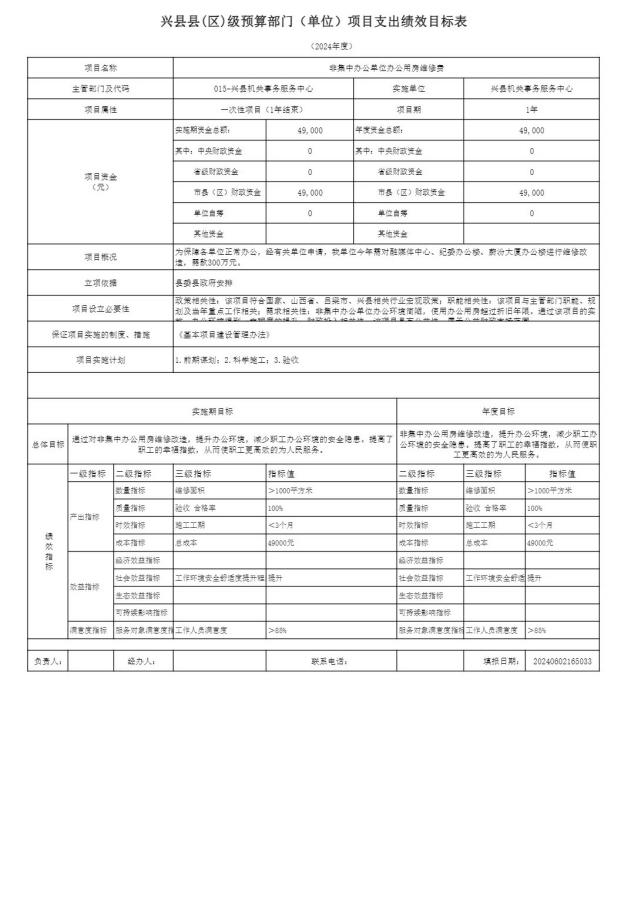 兴县县(区)级预算部门（单位）项目支出绩效目标表
（2024年度）
项目名称 非集中办公单位办公用房维修费
主管部门及代码 015-兴县机关事务服务中心 实施单位 兴县机关事务服务中心
项目属性 一次性项目（1年结束） 项目期 1年
项目资金
（元）
实施期资金总额： 49,000 年度资金总额： 49,000
其中：中央财政资金 0 其中：中央财政资金 0
省级财政资金 0 省级财政资金 0
市县（区）财政资金 49,000 市县（区）财政资金 49,000
单位自筹 0 单位自筹 0
其他资金 其他资金
项目概况
为保障各单位正常办公，经有关单位申请，我单位今年需对融媒体中心、纪委办公楼、蔚汾大厦办公楼进行维修改
造，需款300万元。
立项依据 县委县政府安排
项目设立必要性
政策相关性：该项目符合国家、山西省、吕梁市、兴县相关行业宏观政策；职能相关性：该项目与主管部门职能、规
划及当年重点工作相关；需求相关性：非集中办公单位办公环境简陋，使用办公用房超过折旧年限，通过该项目的实
保证项目实施的制度、措施 《基本项目建设管理办法》
项目实施计划 1.前期谋划；2.科学施工；3.验收
实施期目标 年度目标
总体目标
通过对非集中办公用房维修改造，提升办公环境，减少职工办公环境的安全隐患，提高了
职工的幸福指数，从而使职工更高效的为人民服务。
非集中办公用房维修改造，提升办公环境，减少职工办
公环境的安全隐患，提高了职工的幸福指数，从而使职
工更高效的为人民服务。
绩效指标
一级指标 二级指标 三级指标 指标值 二级指标 三级指标 指标值
产出指标
数量指标 维修面积 ＞1000平方米 数量指标 维修面积 ＞1000平方米
质量指标 验收 合格率 100% 质量指标 验收 合格率 100%
时效指标 施工工期 ＜3个月 时效指标 施工工期 ＜3个月
成本指标 总成本 49000元 成本指标 总成本 49000元
效益指标
经济效益指标 经济效益指标
社会效益指标 工作环境安全舒适度提升程 提升 社会效益指标 工作环境安全舒适 提升
生态效益指标 生态效益指标
可持续影响指标 可持续影响指标
满意度指标 服务对象满意度指 工作人员满意度 ＞88% 服务对象满意度指标 工作人员满意度 ＞88%
负责人： 经办人： 联系电话： 填报日期： 20240602165033